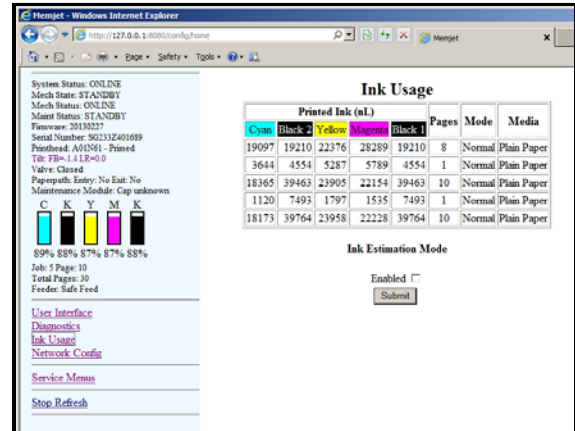 Memjet - Windows Internet Explorer
http://127.0.0.1:8080/config/home
Memjet
Page Safety Tools
System Status: ONLINE
Mech State: STANDBY
Mech Status: ONLINE
Maint Status: STANDBY
Firmware: 20130227
Serial Number: SG233Z401689
Printhead: A01N61 - Primed
Tilt: FB=-1.4 LR=0.0
Valve: Closed
Paperpath: Entry: No Exit: No
Maintenance Module: Cap unknown
C K Y M K
89% 88% 87% 87% 88%
Job: 5 Page: 10
Total Pages: 30
Feeder: Safe Feed
User Interface
Diagnostics
Ink Usage
Network Config
Service Menus
Stop Refresh
Ink Usage
Printed Ink (nL) Pages Mode Media
Cyan Black 2 Yellow Magenta Black 1
19097 19210 22376 28289 19210 8 Normal Plain Paper
3644 4554 5287 5789 4554 1 Normal Plain Paper
18365 39463 23905 22154 39463 10 Normal Plain Paper
1120 7493 1797 1535 7493 1 Normal Plain Paper
18173 39764 23958 22228 39764 10 Normal Plain Paper
Ink Estimation Mode
Enabled
Submit